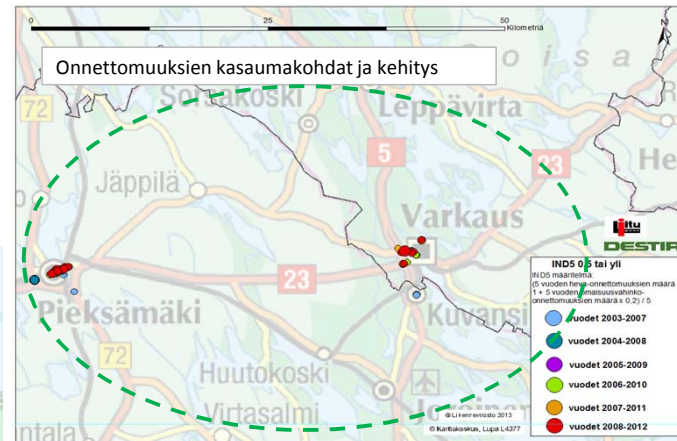 0 25 50
Kilometriä
Onnettomuuksien kasaumakohdat ja kehitys
72
Sorsakoski
Leppävirta
5
23
Jäppilä
Varkaus
DESTIA
IND5 0,5 tai yli
IND5 määritelmä:
(5 vuoden heva-onnettomuuksien määrä
1 + 5 vuoden omaisuusvahinko-
onnettomuuksien määrä x 0,2) / 5
vuodet 2003-2007
vuodet 2004-2008
vuodet 2005-2009
vuodet 2006-2010
vuodet 2007-2011
vuodet 2008-2012
23
Pieksämäki
Kuvansi
72
Huutokoski
Virtasalmi
© Liikennevirasto 2013
© Karttakeskus, Lupa L4377